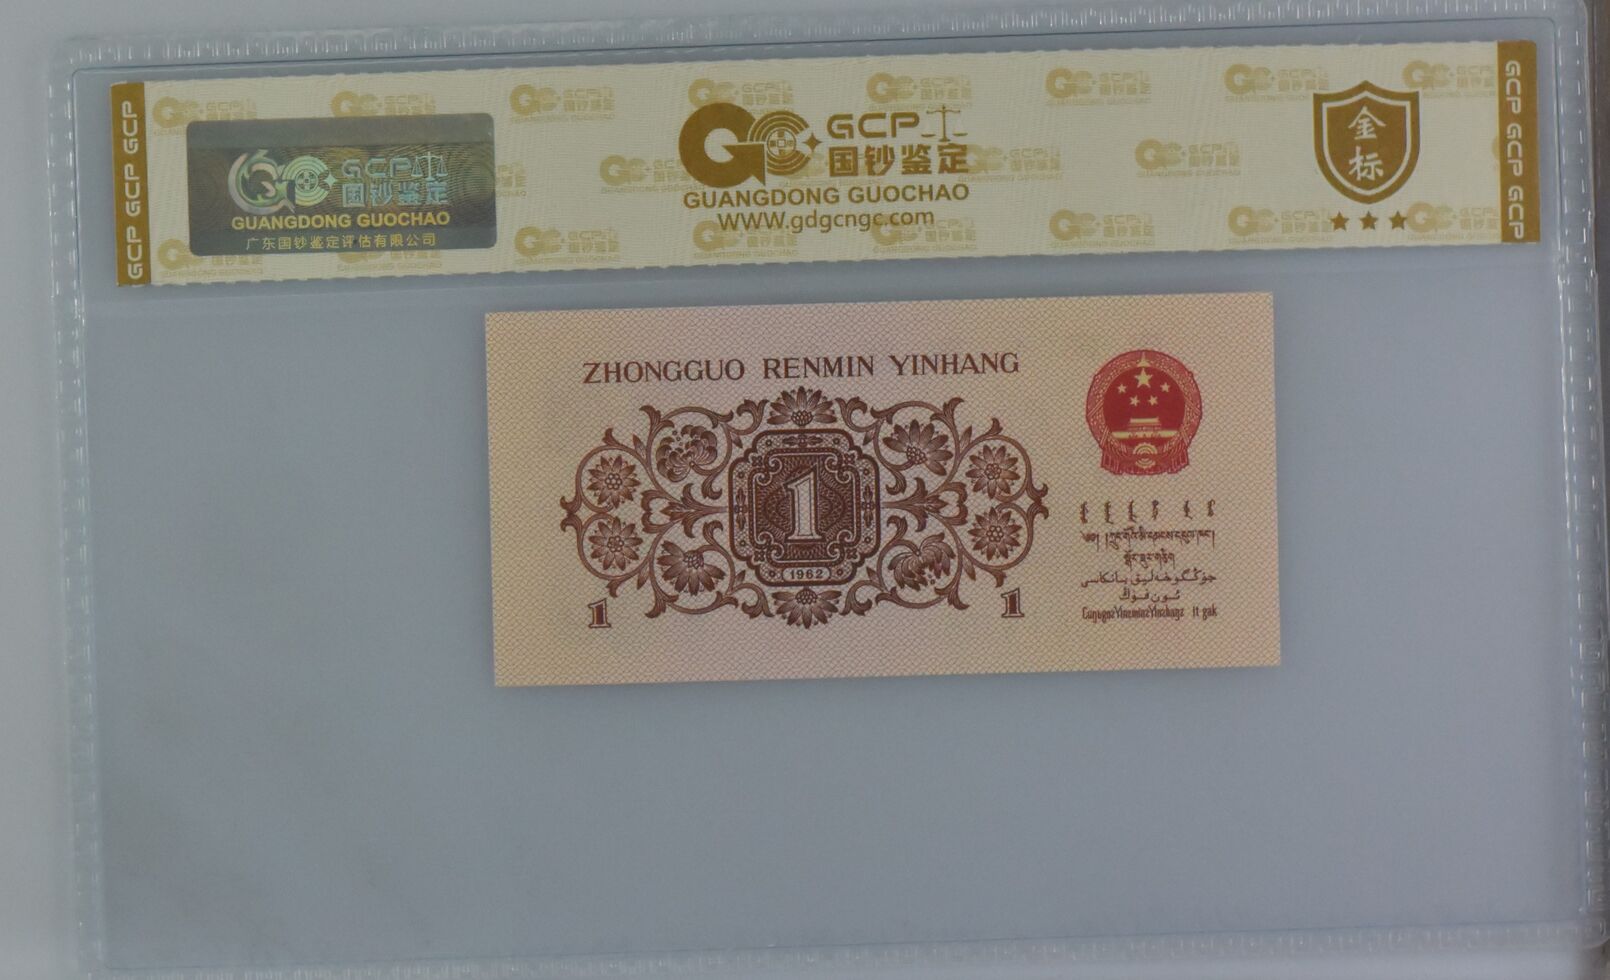 GCP GCP GCP
GCP
国钞鉴定
GUANGDONG GUOCHAO
广东国钞鉴定评估有限公司
GCP
国钞鉴定
GUANGDONG GUOCHAO
WWW.gdgcngc.com
金
标
GCP GCP GCP
ZHONGGUO RENMIN YINHANG
1
1962
1
1